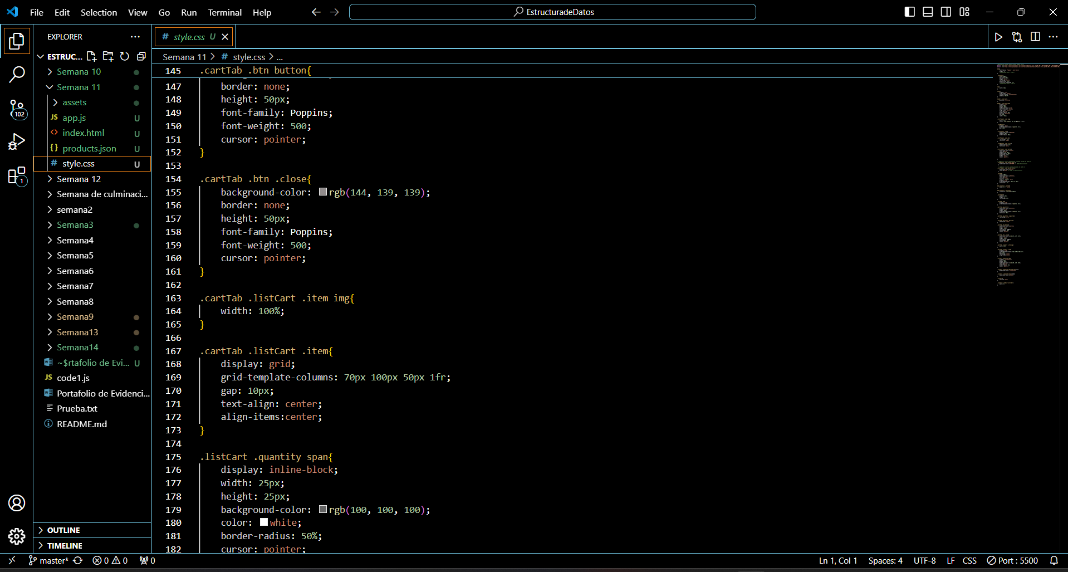 File Edit Selection View Go Run Terminal Help
EstructuradeDatos
EXPLORER
ESTRUC...
Semana 10
Semana 11
assets
JS app.js U
<> index.html U
{} products.json U
# style.css U
Semana 12
Semana de culminaci...
semana2
Semana3
Semana4
Semana5
Semana6
Semana7
Semana8
Semana9
Semana13
Semana14
~$rtafolio de Evi... U
JS code1.js
Portafolio de Evidenci...
Prueba.txt
README.md
OUTLINE
TIMELINE
102
1
# style.css U
Semana 11 > # style.css > ...
145 .cartTab .btn button{
147 border: none;
148 height: 50px;
149 font-family: Poppins;
150 font-weight: 500;
151 cursor: pointer;
152 }
153
154 .cartTab .btn .close{
155 background-color: rgb(144, 139, 139);
156 border: none;
157 height: 50px;
158 font-family: Poppins;
159 font-weight: 500;
160 cursor: pointer;
161 }
162
163 .cartTab .listCart .item img{
164 width: 100%;
165 }
166
167 .cartTab .listCart .item{
168 display: grid;
169 grid-template-columns: 70px 100px 50px 1fr;
170 gap: 10px;
171 text-align: center;
172 align-items:center;
173 }
174
175 .listCart .quantity span{
176 display: inline-block;
177 width: 25px;
178 height: 25px;
179 background-color: rgb(100, 100, 100);
180 color: white;
181 border-radius: 50%;
182 cursor: pointer;
master* 0 0 0
Ln 1, Col 1 Spaces: 4 UTF-8 LF CSS Port : 5500